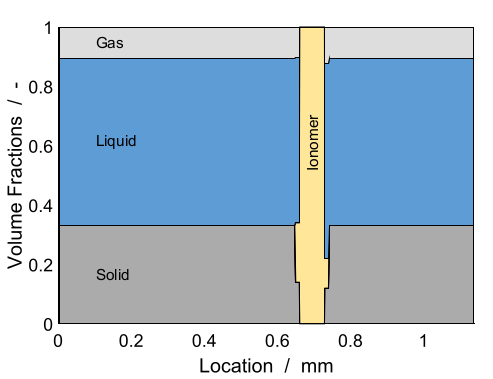 1
Gas
0.8
Liquid
Ionomer
0.6
Volume Fractions / -
0.4
0.2
Solid
0
0 0.2 0.4 0.6 0.8 1
Location / mm